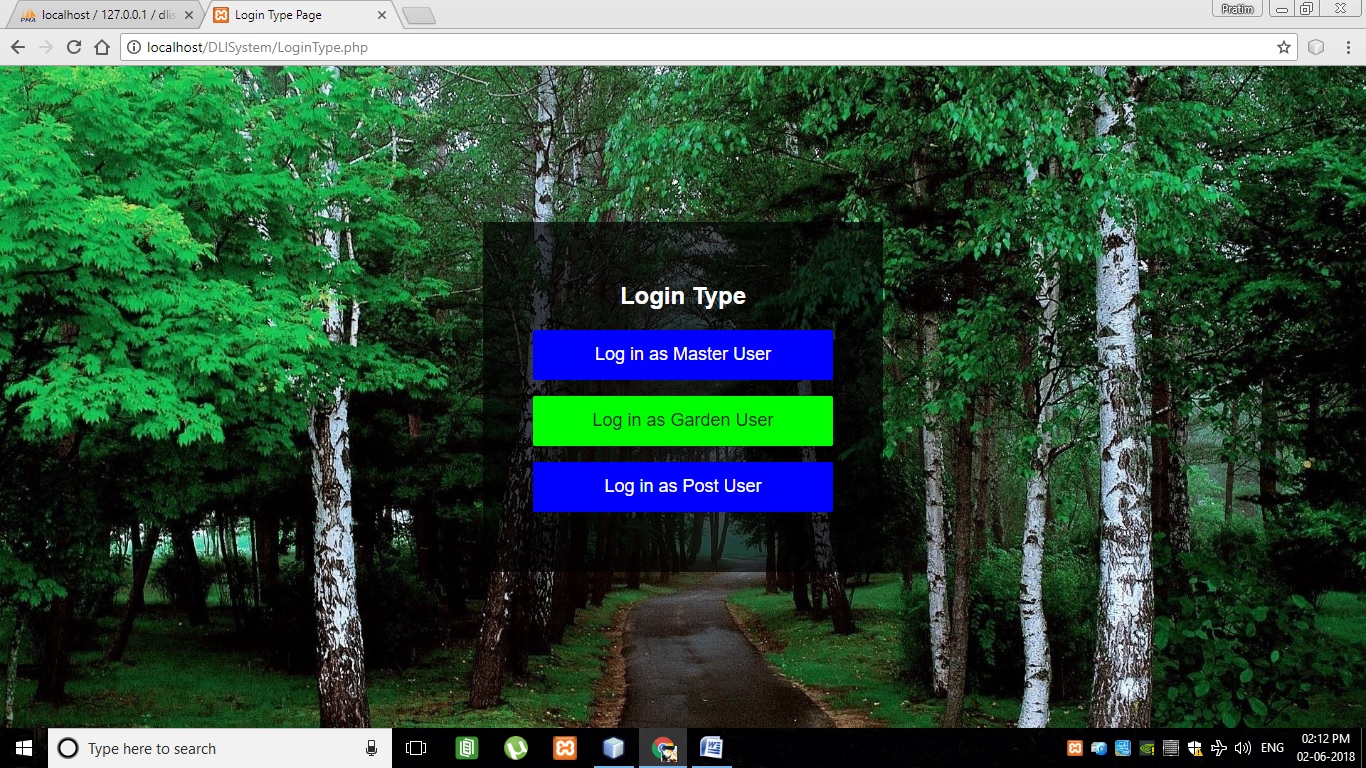 localhost / 127.0.0.1 / dlis
Login Type Page
Pratim
localhost/DLISystem/LoginType.php
Login Type
Log in as Master User
Log in as Garden User
Log in as Post User
Type here to search
ENG
02:12 PM
02-06-2018